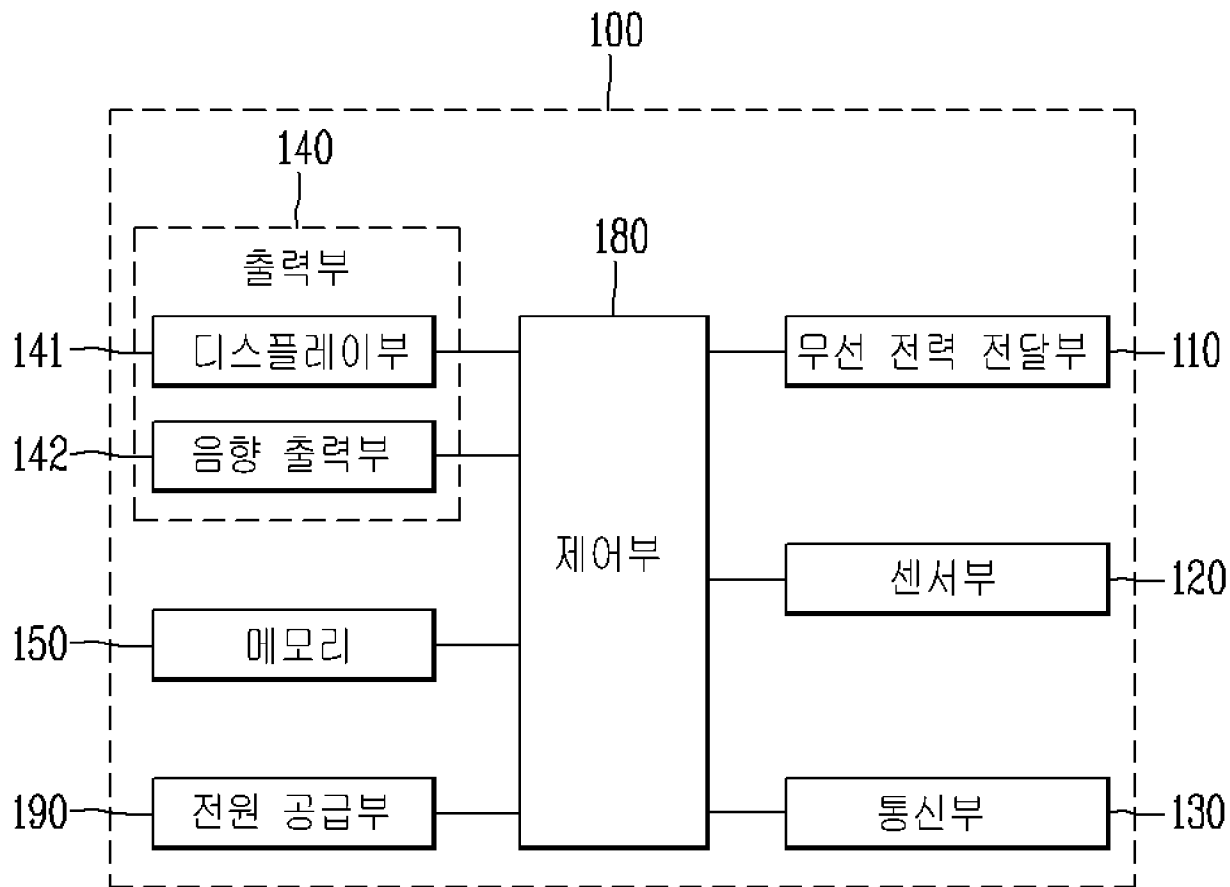 100
140
180
출력부
141
디스플레이부
무선 전력 전달부
110
142
음향 출력부
제어부
센서부
120
150
메모리
190
전원 공급부
통신부
130